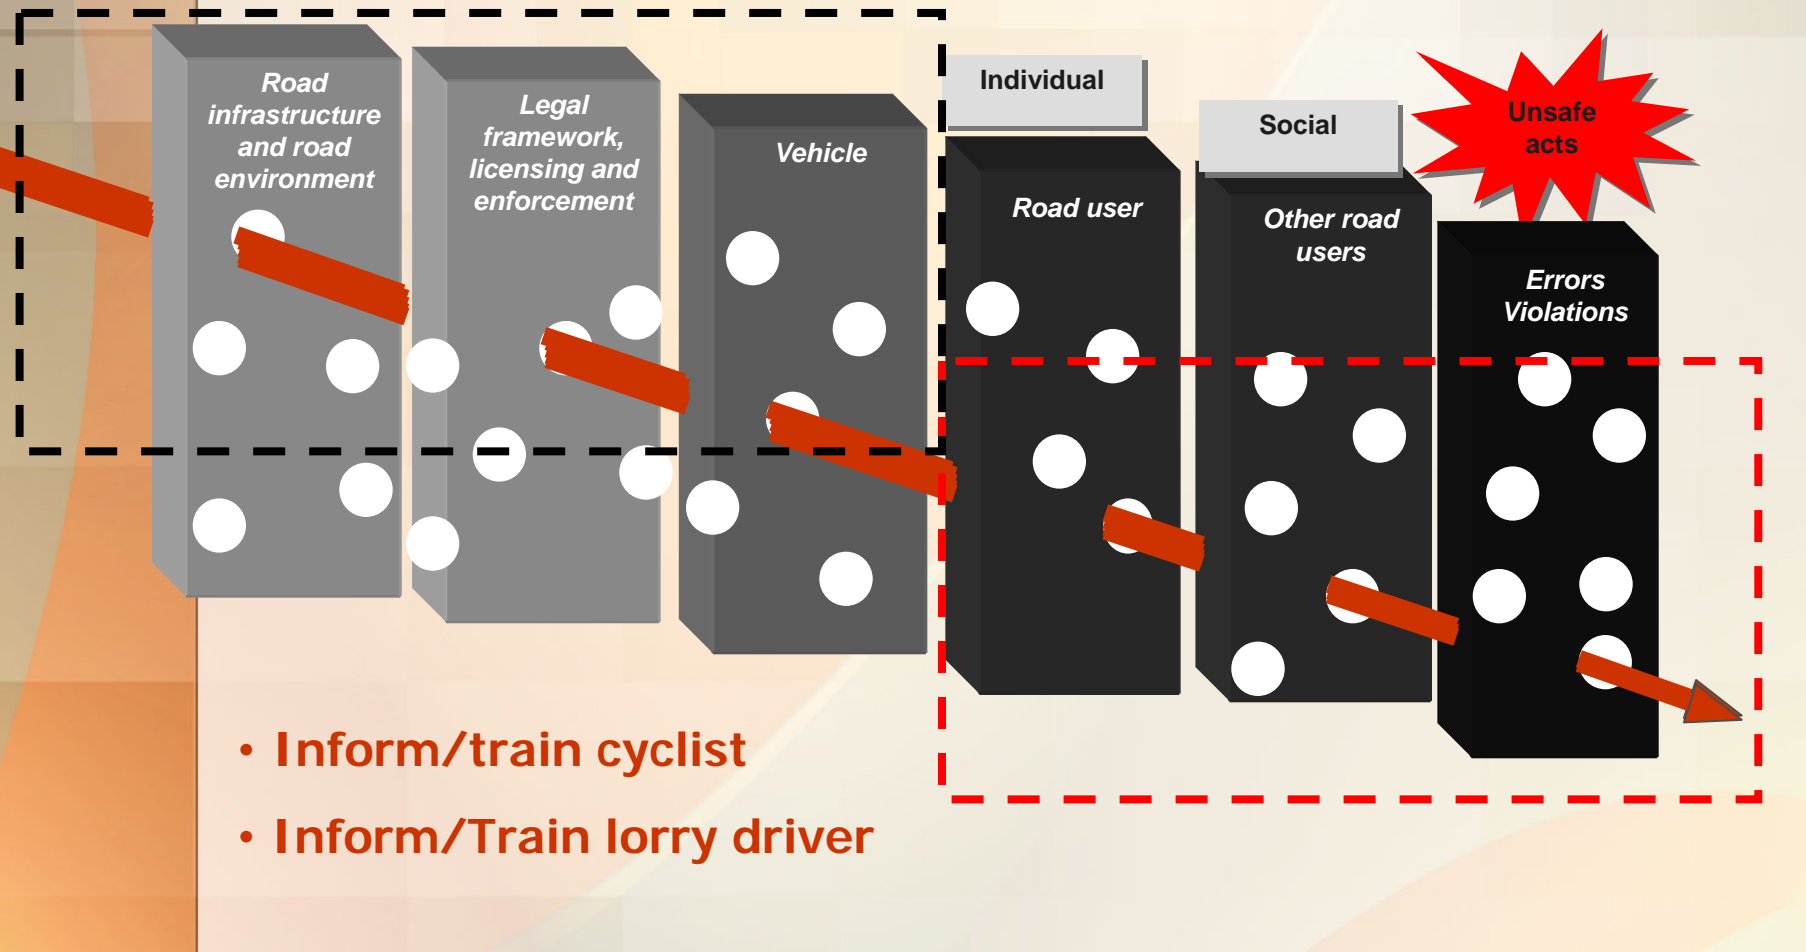 Road
infrastructure
and road
environment
Legal
framework,
licensing and
enforcement
Vehicle
Individual
Road user
Social
Other road
users
Unsafe
acts
Errors
Violations
• Inform/train cyclist
• Inform/Train lorry driver